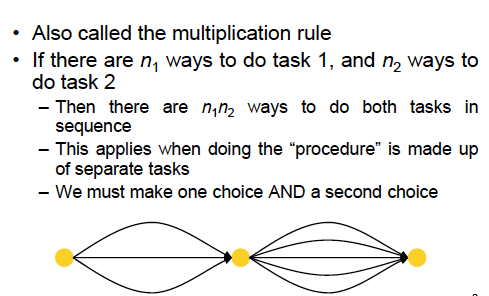 • Also called the multiplication rule
• If there are n₁ ways to do task 1, and n₂ ways to
do task 2
– Then there are n₁n₂ ways to do both tasks in
sequence
– This applies when doing the “procedure” is made up
of separate tasks
– We must make one choice AND a second choice